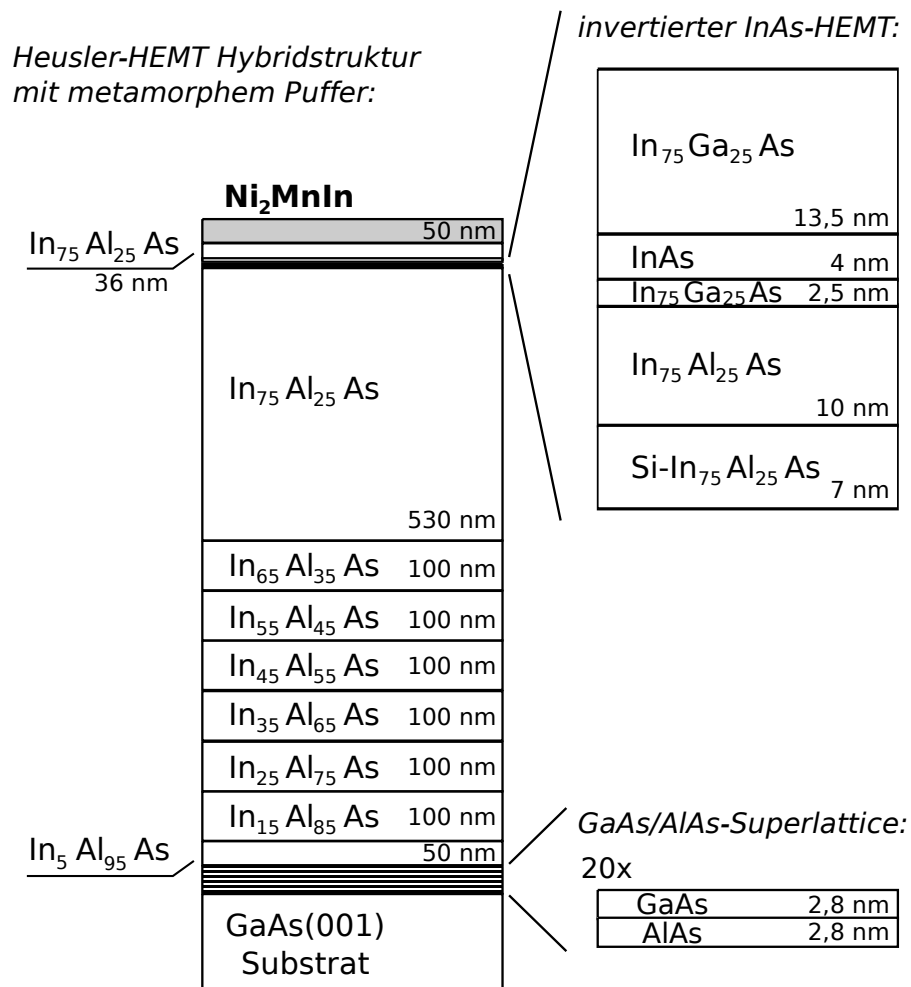 Heusler-HEMT Hybridstruktur
mit metamorphem Puffer:
Ni₂MnIn
50 nm
In₇₅Al₂₅As
36 nm
In₇₅Al₂₅As
530 nm
In₆₅Al₃₅As 100 nm
In₅₅Al₄₅As 100 nm
In₄₅Al₅₅As 100 nm
In₃₅Al₆₅As 100 nm
In₂₅Al₇₅As 100 nm
In₁₅Al₈₅As 100 nm
In₅Al₉₅As 50 nm
GaAs(001)
Substrat
invertierter InAs-HEMT:
In₇₅Ga₂₅As
13,5 nm
InAs 4 nm
In₇₅Ga₂₅As 2,5 nm
In₇₅Al₂₅As
10 nm
Si-In₇₅Al₂₅As
7 nm
GaAs/AlAs-Superlattice:
20x
GaAs 2,8 nm
AlAs 2,8 nm